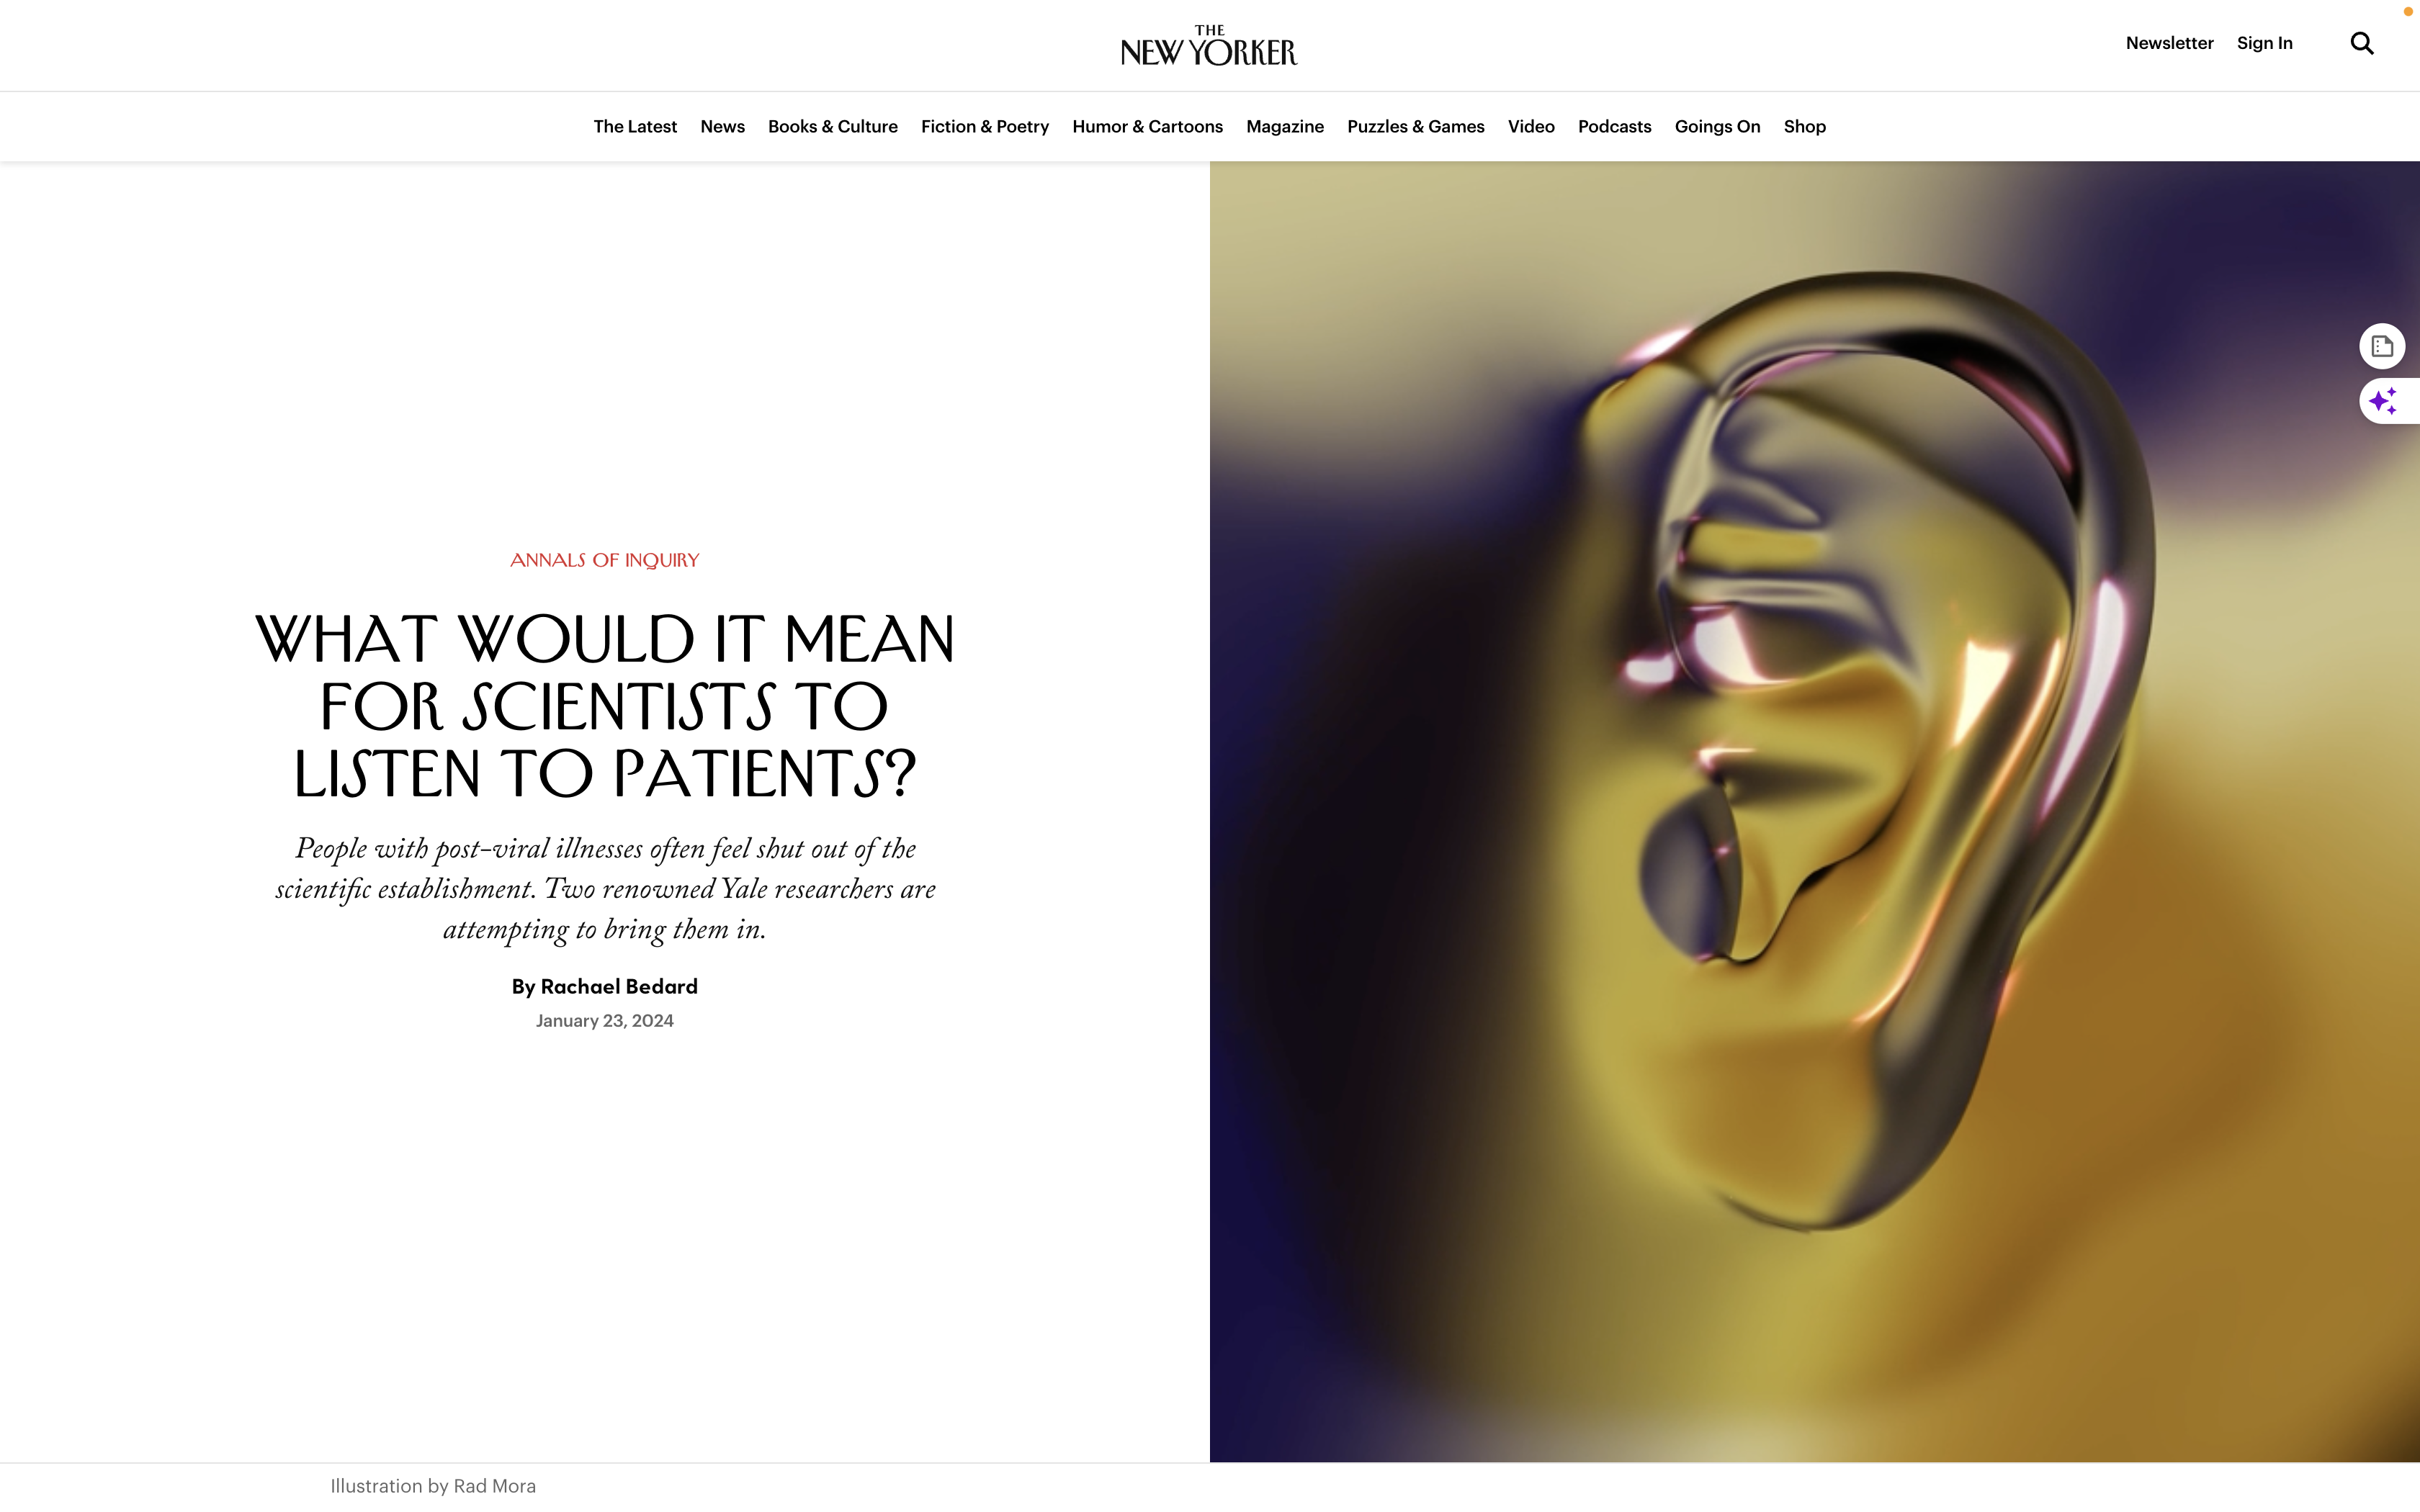 THE
NEW YORKER
Newsletter Sign In
The Latest News Books & Culture Fiction & Poetry Humor & Cartoons Magazine Puzzles & Games Video Podcasts Goings On Shop
ANNALS OF INQUIRY
WHAT WOULD IT MEAN
FOR SCIENTISTS TO
LISTEN TO PATIENTS?
People with post-viral illnesses often feel shut out of the
scientific establishment. Two renowned Yale researchers are
attempting to bring them in.
By Rachael Bedard
January 23, 2024
Illustration by Rad Mora